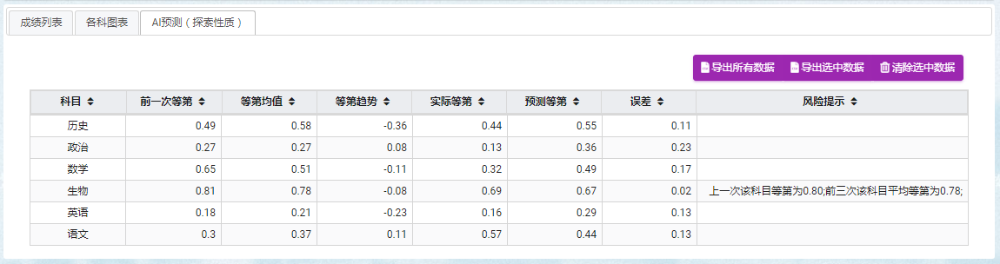 成绩列表 各科图表 AI预测（探索性质）
导出所有数据 导出选中数据 清除选中数据
科目 前一次等第 等第均值 等第趋势 实际等第 预测等第 误差 风险提示
历史 0.49 0.58 -0.36 0.44 0.55 0.11
政治 0.27 0.27 0.08 0.13 0.36 0.23
数学 0.65 0.51 -0.11 0.32 0.49 0.17
生物 0.81 0.78 -0.08 0.69 0.67 0.02 上一次该科目等第为0.80;前三次该科目平均等第为0.78;
英语 0.18 0.21 -0.23 0.16 0.29 0.13
语文 0.3 0.37 0.11 0.57 0.44 0.13